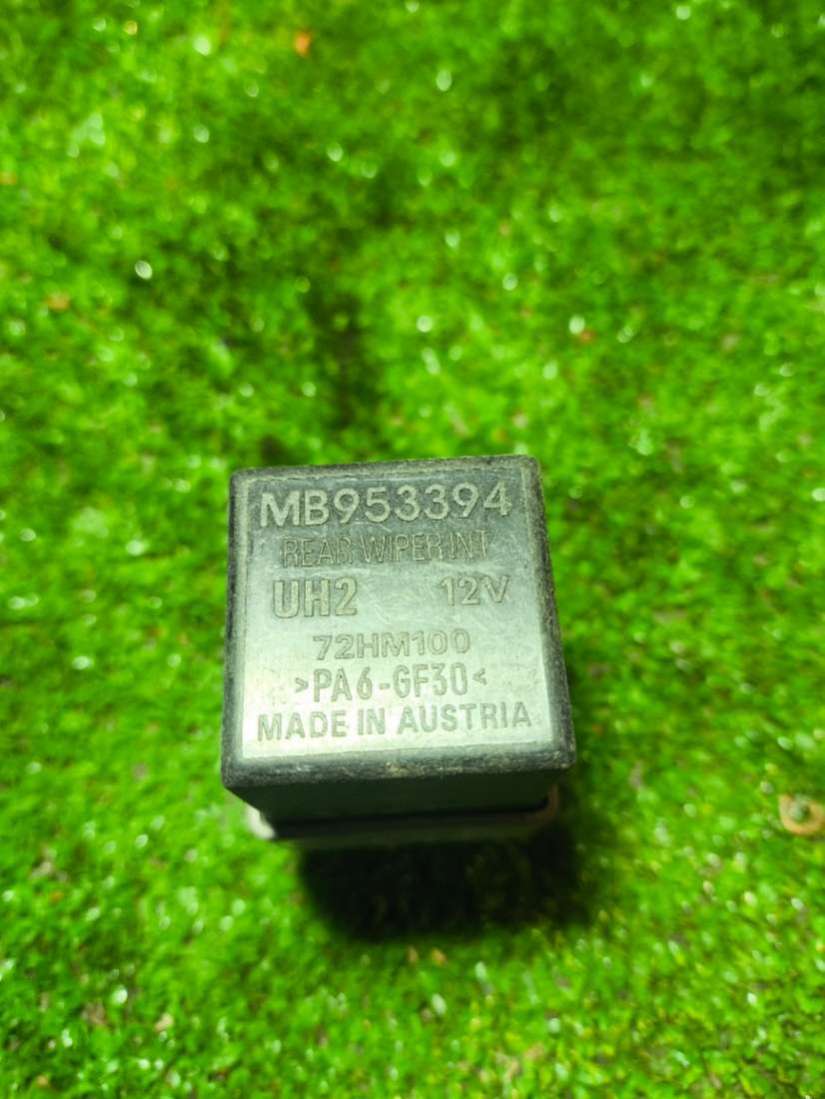 MB953394
REAR WIPER INT
UH2 12V
72HM100
>PA6-GF30<
MADE IN AUSTRIA